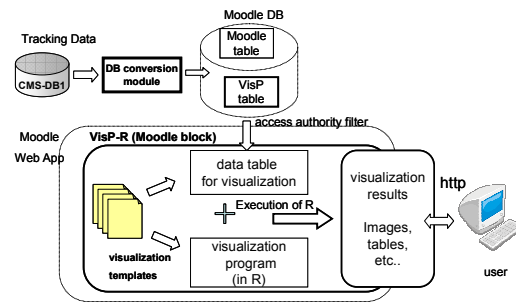 Moodle DB
Tracking Data
Moodle
table
DB conversion
module
CMS-DB1
VisP
table
access authority filter
Moodle
Web App
VisP-R (Moodle block)
data table
for visualization
visualization
results
Images,
tables,
etc..
http
Execution of R
visualization
templates
visualization
program
(in R)
user